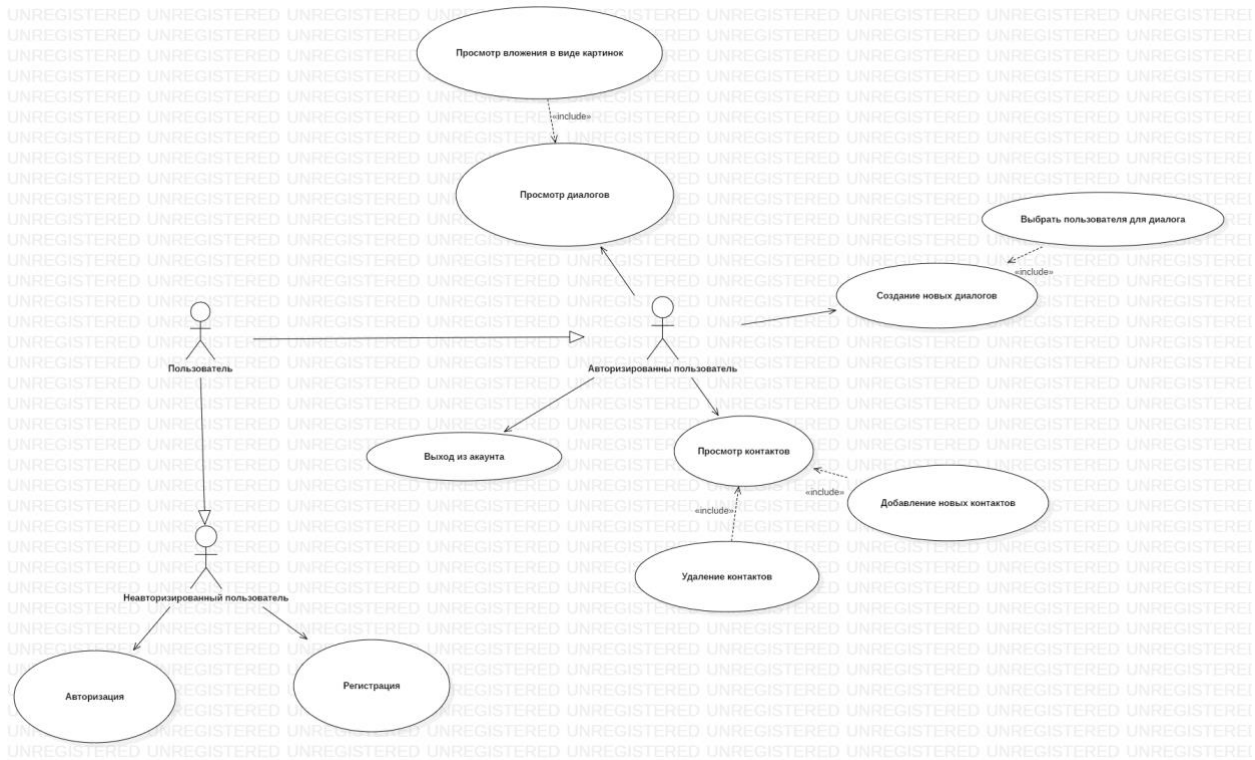 Просмотр вложения в виде картинок
«include»
Просмотр диалогов
Выбрать пользователя для диалога
«include»
Создание новых диалогов
Пользователь
Авторизированны пользователь
Выход из акаунта
Просмотр контактов
«include»
Добавление новых контактов
«include»
Удаление контактов
Неавторизированный пользователь
Авторизация
Регистрация
UNREGISTERED